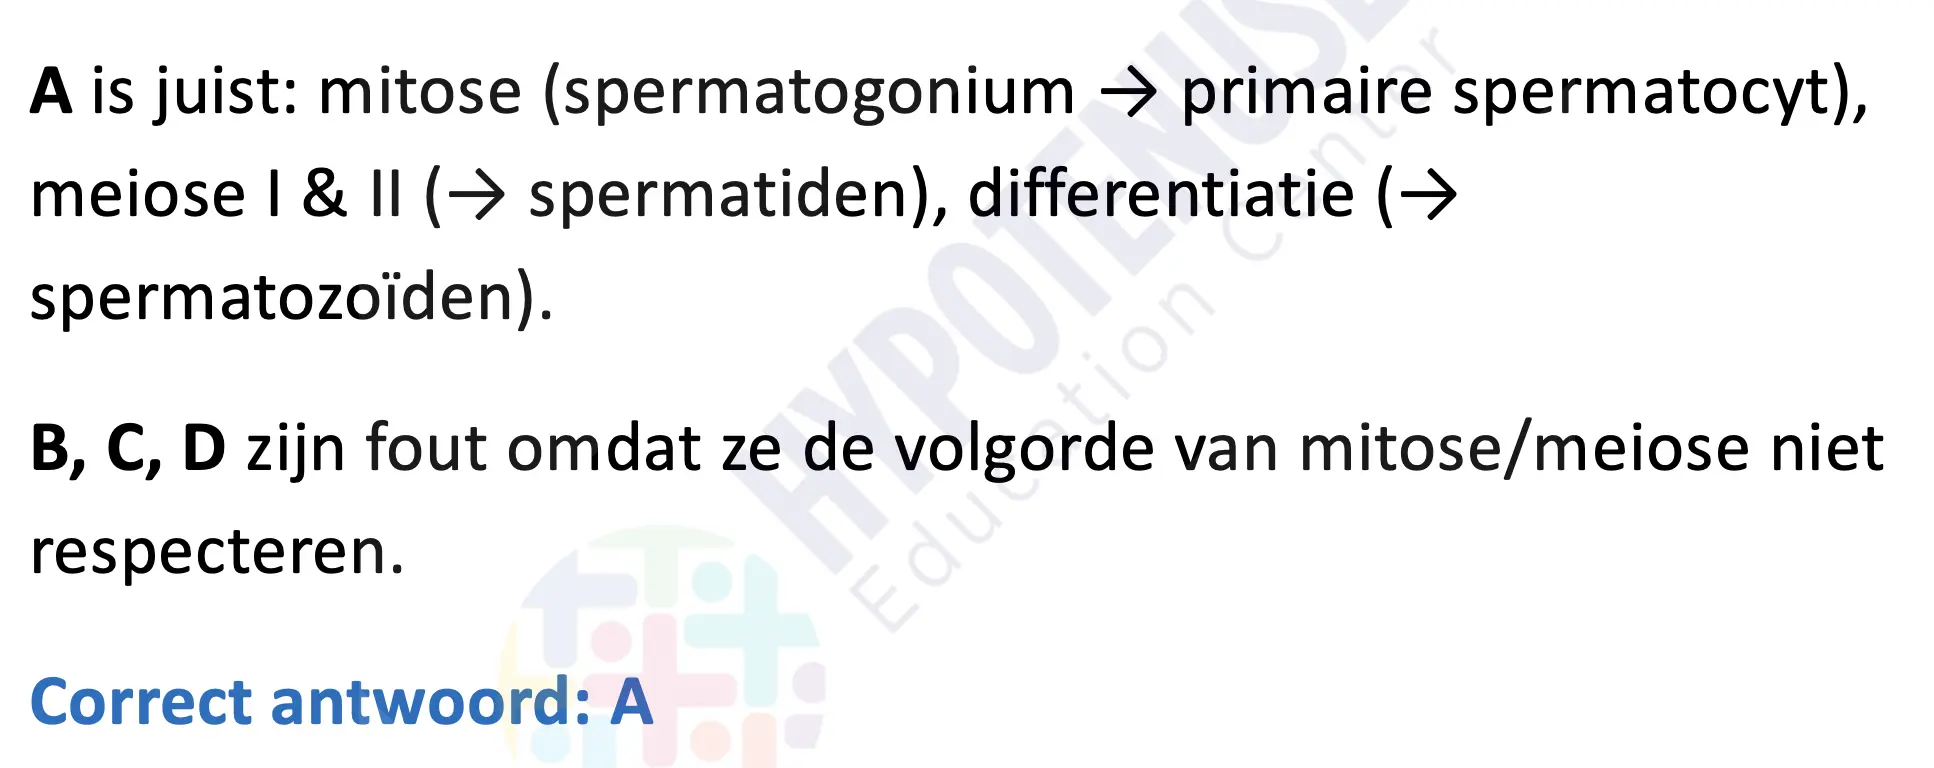 A is juist: mitose (spermatogonium → primaire spermatocyt),
meiose I & II (→ spermatiden), differentiatie (→
spermatozoïden).
B, C, D zijn fout omdat ze de volgorde van mitose/meiose niet
respecteren.
Correct antwoord: A
HYPOTENUSE
Education Center